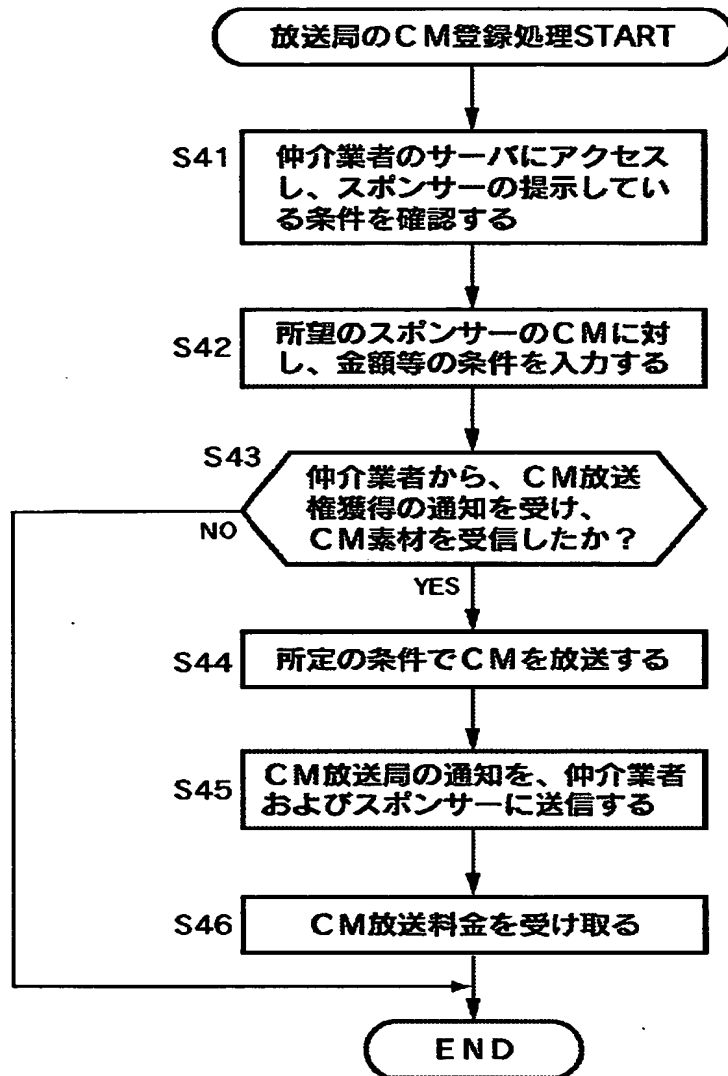 放送局のCM登録処理START
S41
仲介業者のサーバにアクセス
し、スポンサーの提示してい
る条件を確認する
S42
所望のスポンサーのCMに対
し、金額等の条件を入力する
S43
仲介業者から、CM放送
権獲得の通知を受け、
CM素材を受信したか？
NO
YES
S44
所定の条件でCMを放送する
S45
CM放送局の通知を、仲介業者
およびスポンサーに送信する
S46
CM放送料金を受け取る
END